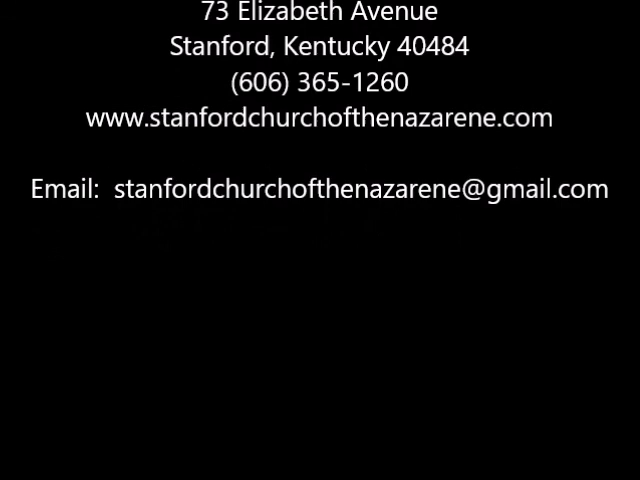 73 Elizabeth Avenue
Stanford, Kentucky 40484
(606) 365-1260
www.stanfordchurchofthenazarene.com
Email:  stanfordchurchofthenazarene@gmail.com